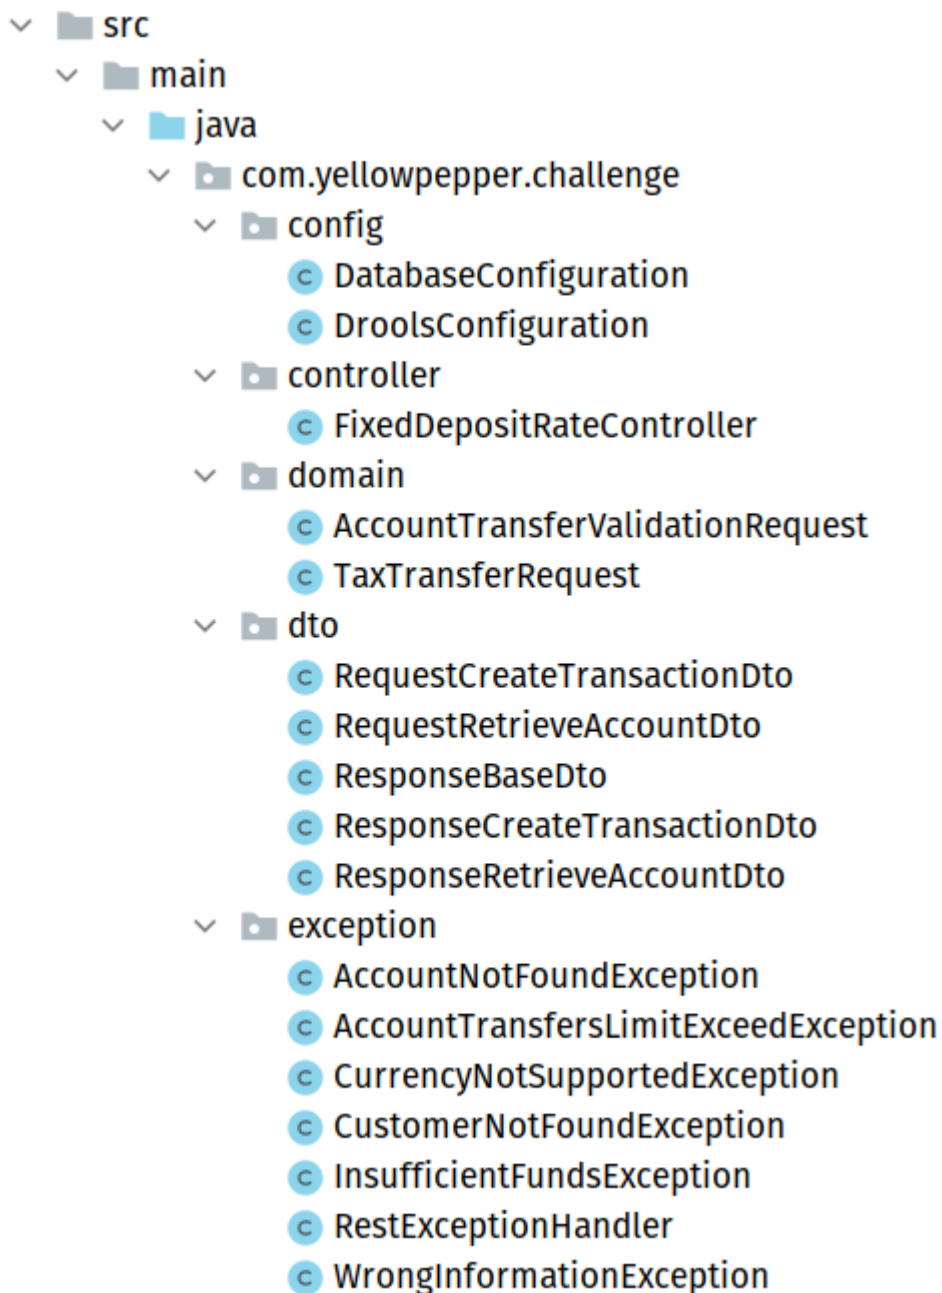 src
main
java
com.yellowpepper.challenge
config
C DatabaseConfiguration
C DroolsConfiguration
controller
C FixedDepositRateController
domain
C AccountTransferValidationRequest
C TaxTransferRequest
dto
C RequestCreateTransactionDto
C RequestRetrieveAccountDto
C ResponseBaseDto
C ResponseCreateTransactionDto
C ResponseRetrieveAccountDto
exception
C AccountNotFoundException
C AccountTransfersLimitExceedException
C CurrencyNotSupportedException
C CustomerNotFoundException
C InsufficientFundsException
C RestExceptionHandler
C WrongInformationException